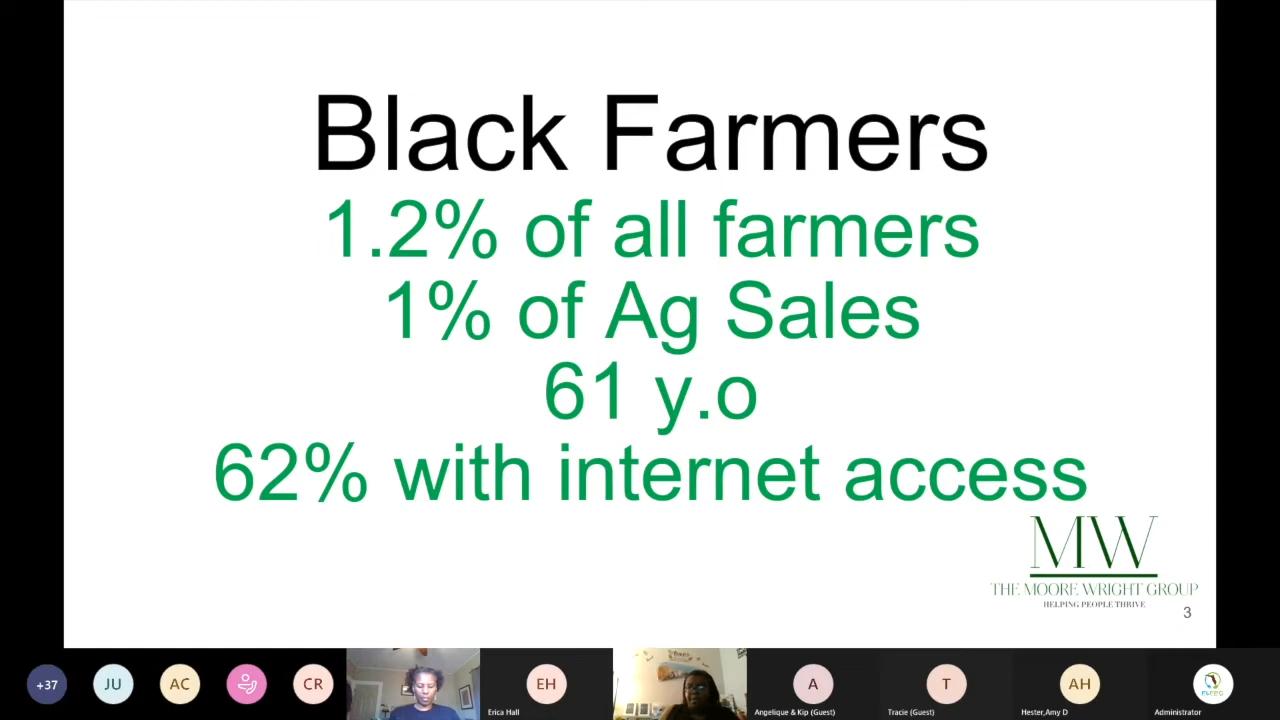 Black Farmers
1.2% of all farmers
1% of Ag Sales
61 y.o
62% with internet access
MW
THE MOORE WRIGHT GROUP
HELPING PEOPLE THRIVE
3
+37
JU
AC
CR
EH
Erica Hall
A
Angelique & Kip (Guest)
T
Tracie (Guest)
AH
Hester,Amy D
Administrator